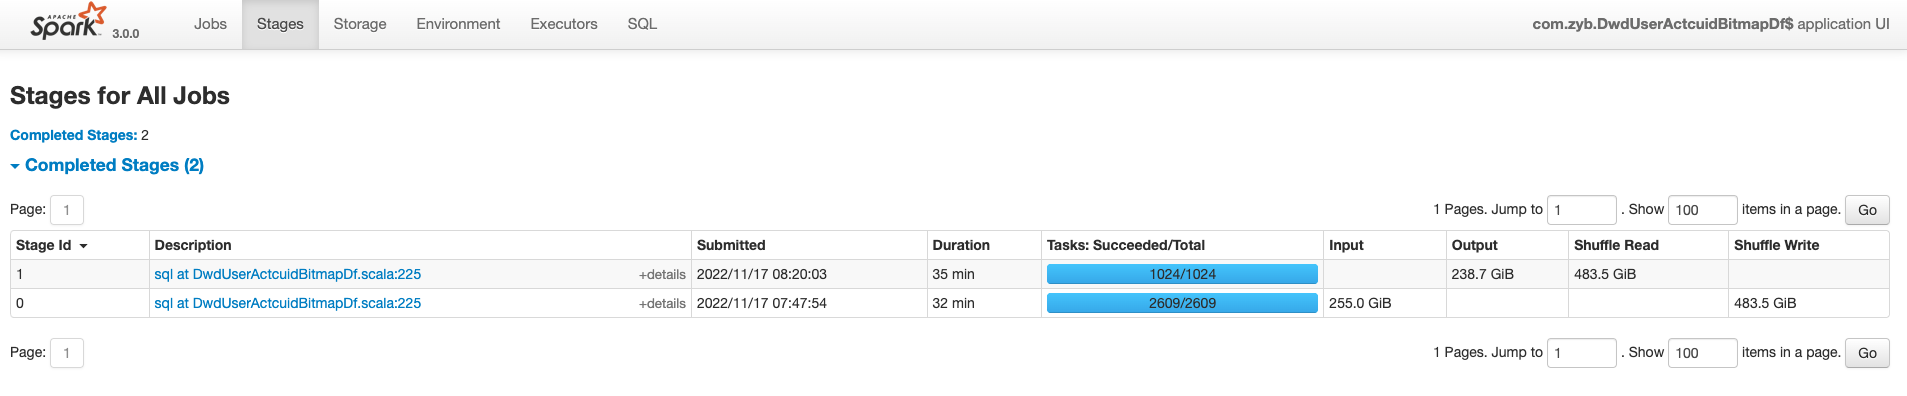 APACHE Spark 3.0.0 Jobs Stages Storage Environment Executors SQL com.zyb.DwdUserActcuidBitmapDf$ application UI
Stages for All Jobs
Completed Stages: 2
Completed Stages (2)
Page: 1 1 Pages. Jump to 1 . Show 100 items in a page. Go
Stage Id Description Submitted Duration Tasks: Succeeded/Total Input Output Shuffle Read Shuffle Write
1 sql at DwdUserActcuidBitmapDf.scala:225 +details 2022/11/17 08:20:03 35 min 1024/1024 238.7 GiB 483.5 GiB
0 sql at DwdUserActcuidBitmapDf.scala:225 +details 2022/11/17 07:47:54 32 min 2609/2609 255.0 GiB 483.5 GiB
Page: 1 1 Pages. Jump to 1 . Show 100 items in a page. Go